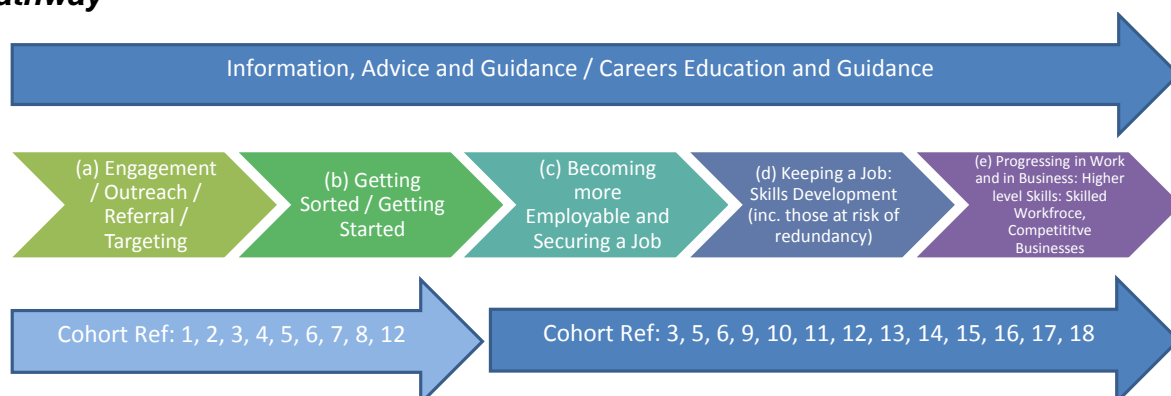 athway
Information, Advice and Guidance / Careers Education and Guidance
(a) Engagement
/ Outreach /
Referral /
Targeting
(b) Getting
Sorted / Getting
Started
(c) Becoming
more
Employable and
Securing a Job
(d) Keeping a Job:
Skills Development
(inc. those at risk of
redundancy)
(e) Progressing in Work
and in Business: Higher
level Skills: Skilled
Workfroce,
Competititve
Businesses
Cohort Ref: 1, 2, 3, 4, 5, 6, 7, 8, 12
Cohort Ref: 3, 5, 6, 9, 10, 11, 12, 13, 14, 15, 16, 17, 18